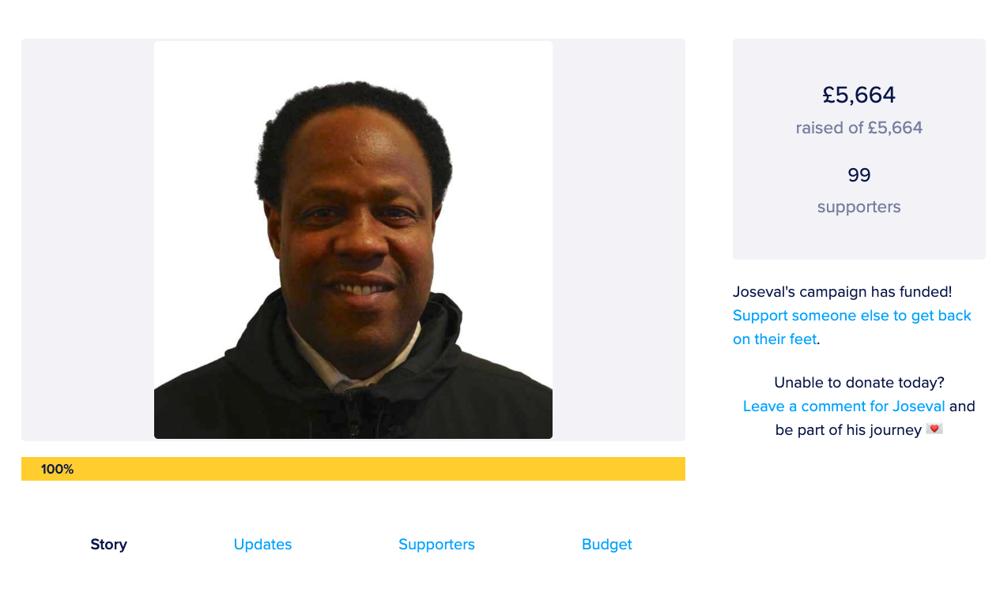 £5,664
raised of £5,664
99
supporters
Joseval's campaign has funded!
Support someone else to get back
on their feet.
Unable to donate today?
Leave a comment for Joseval and
be part of his journey 💌
100%
Story
Updates
Supporters
Budget